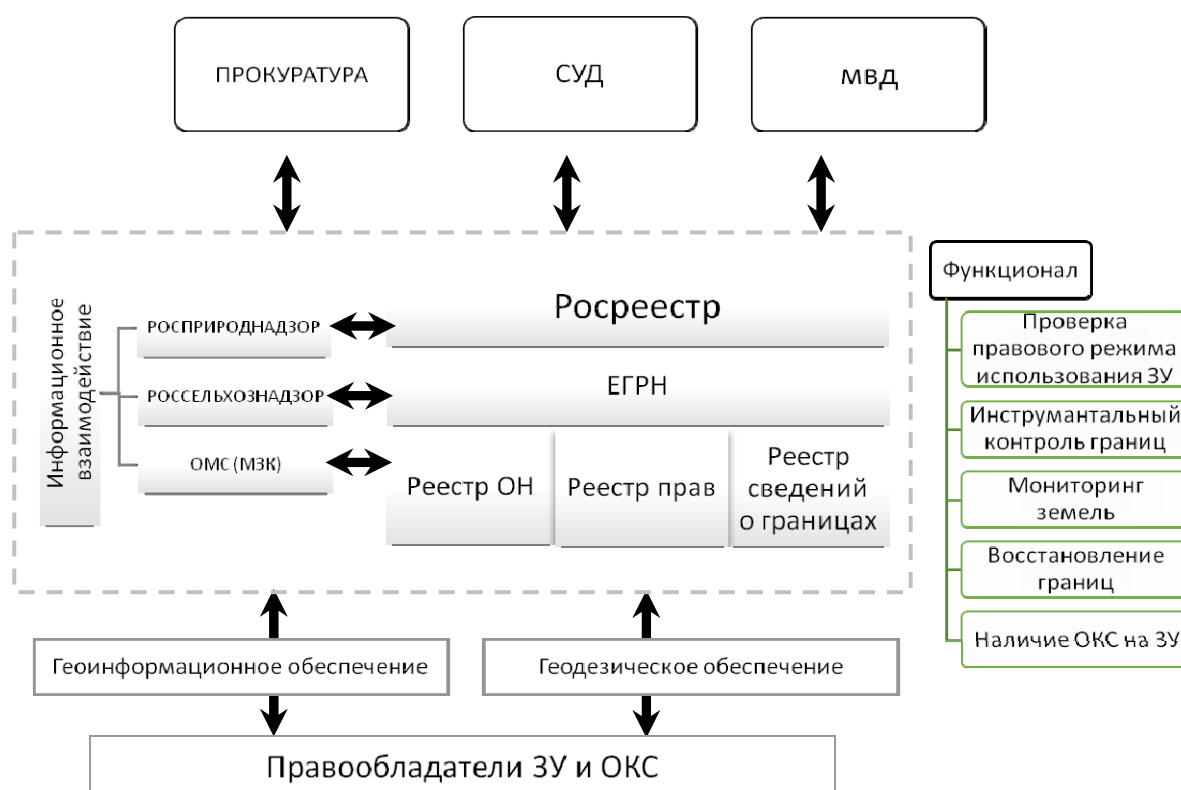 ПРОКУРАТУРА
СУД
МВД
Информационное
взаимодействие
РОСПРИРОДНАДЗОР
РОССЕЛЬХОЗНАДЗОР
ОМС (МЗК)
Росреестр
ЕГРН
Реестр ОН
Реестр прав
Реестр
сведений
о границах
Функционал
Проверка
правового режима
использования ЗУ
Инструмантальный
контроль границ
Мониторинг
земель
Восстановление
границ
Наличие ОКС на ЗУ
Геоинформационное обеспечение
Геодезическое обеспечение
Правообладатели ЗУ и ОКС